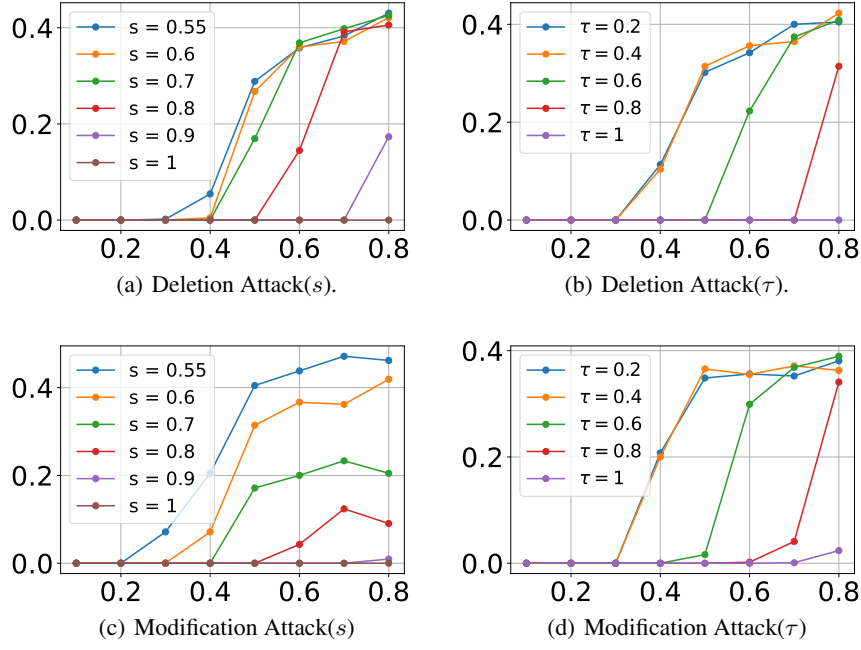 0.4
0.2
0.0
s = 0.55
s = 0.6
s = 0.7
s = 0.8
s = 0.9
s = 1
0.2 0.4 0.6 0.8
(a) Deletion Attack(s).
0.4
0.2
0.0
τ = 0.2
τ = 0.4
τ = 0.6
τ = 0.8
τ = 1
0.2 0.4 0.6 0.8
(b) Deletion Attack(τ).
0.4
0.2
0.0
s = 0.55
s = 0.6
s = 0.7
s = 0.8
s = 0.9
s = 1
0.2 0.4 0.6 0.8
(c) Modification Attack(s)
0.4
0.2
0.0
τ = 0.2
τ = 0.4
τ = 0.6
τ = 0.8
τ = 1
0.2 0.4 0.6 0.8
(d) Modification Attack(τ)